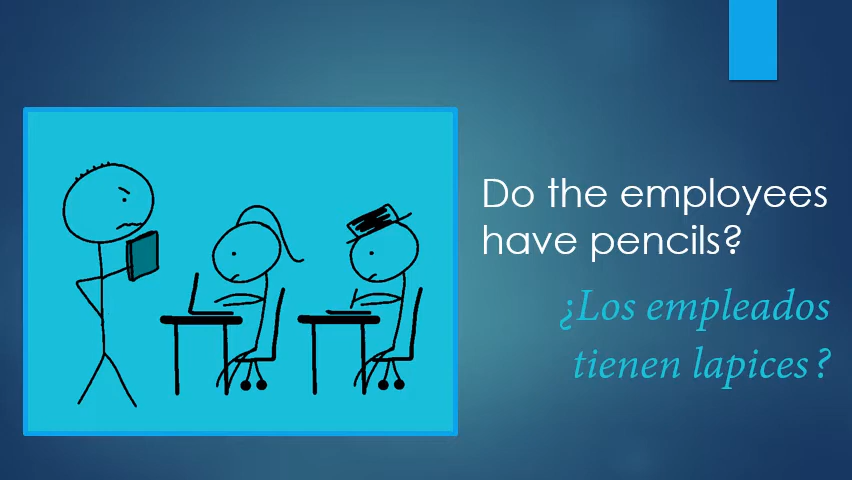 Do the employees
have pencils?
¿Los empleados
tienen lapices ?